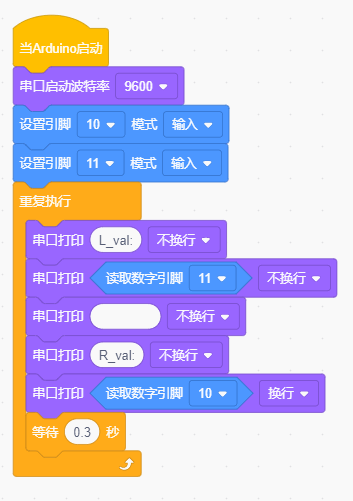 当Arduino启动
串口启动波特率 9600
设置引脚 10 模式 输入
设置引脚 11 模式 输入
重复执行
串口打印 L_val: 不换行
串口打印 读取数字引脚 11 不换行
串口打印 不换行
串口打印 R_val: 不换行
串口打印 读取数字引脚 10 换行
等待 0.3 秒